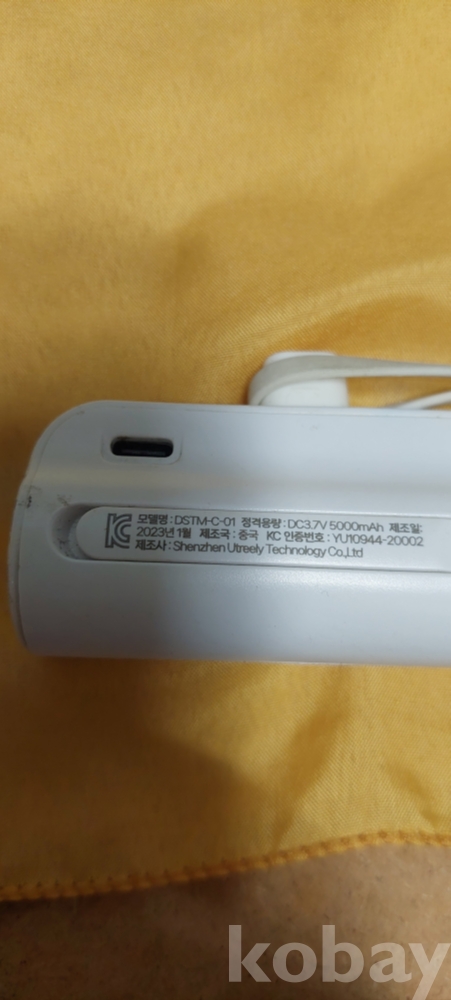 KC 모델명 : DSTM-C-01 정격용량 : DC3.7V 5000mAh 제조일:
2023년 1월 제조국 : 중국 KC 인증번호 : YU10944-20002
제조사 : Shenzhen Utreely Technology Co.,Ltd
kobay